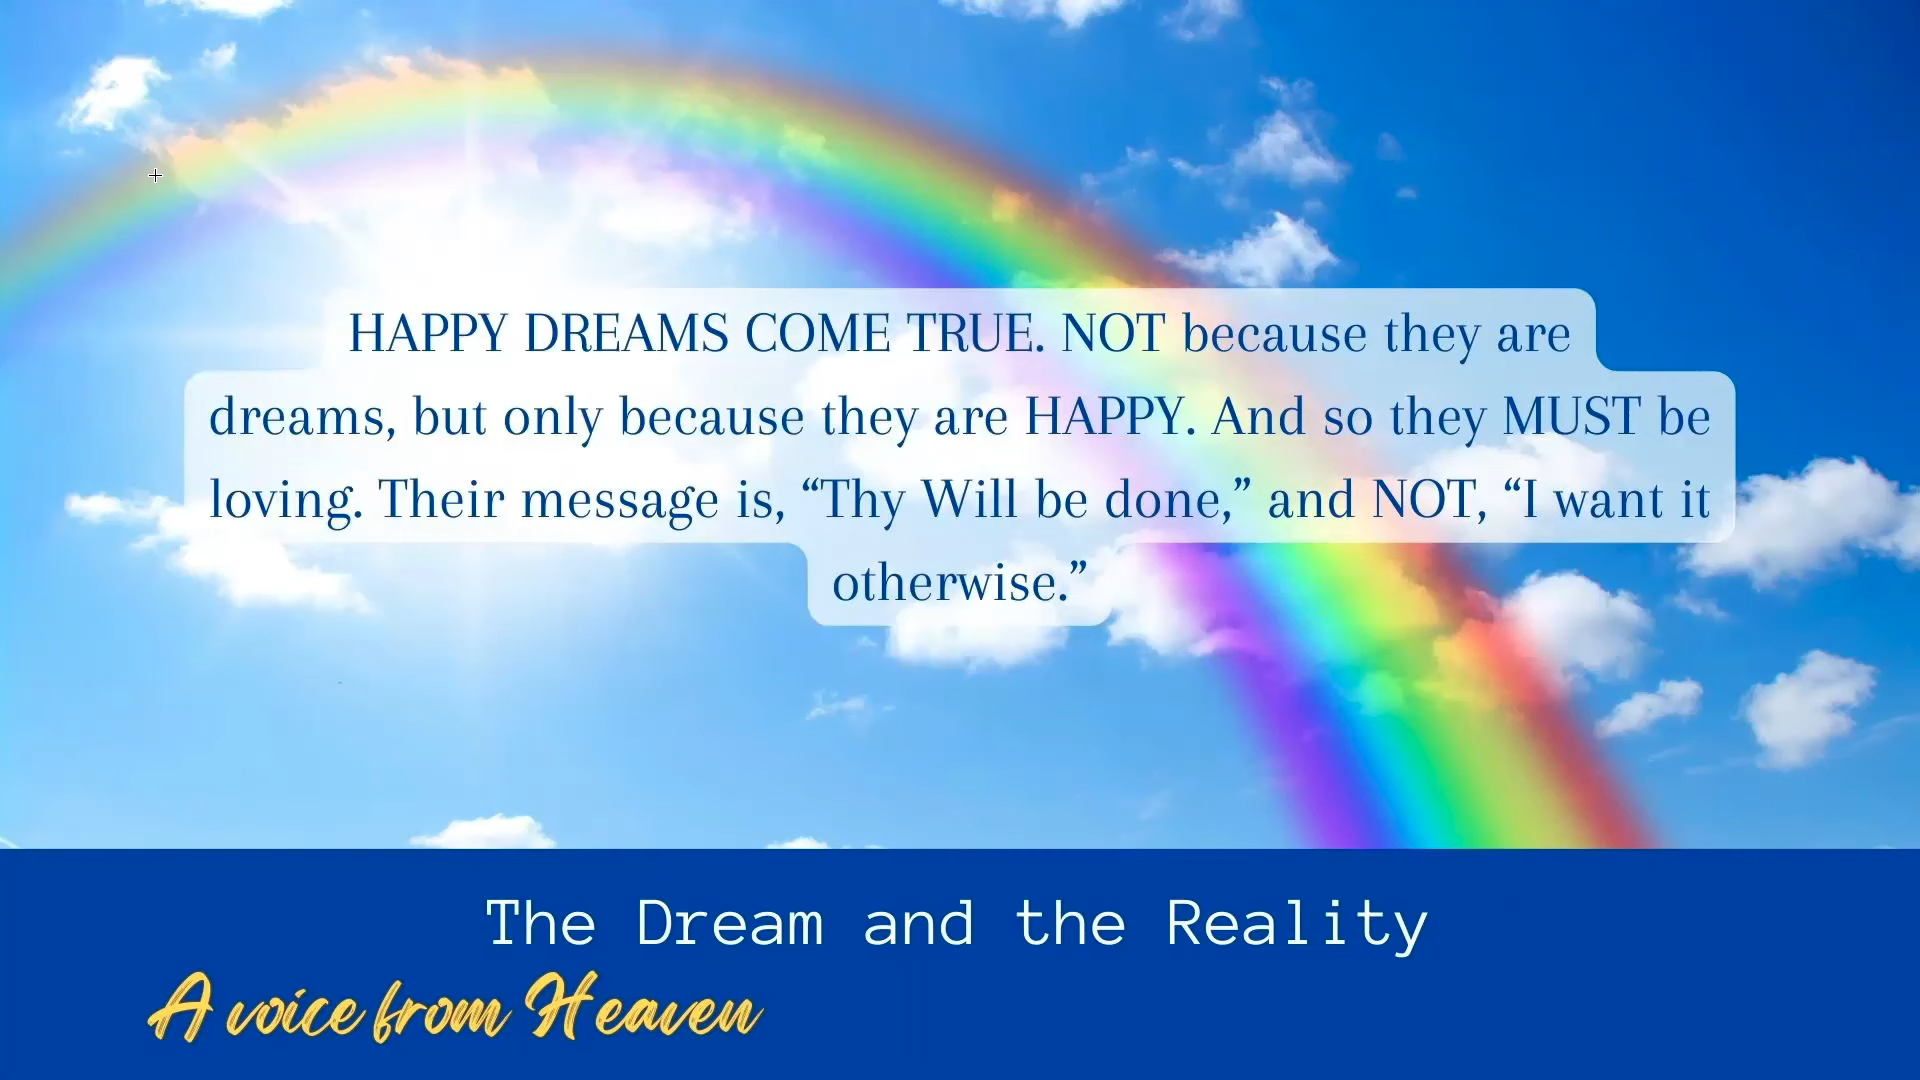 HAPPY DREAMS COME TRUE. NOT because they are
dreams, but only because they are HAPPY. And so they MUST be
loving. Their message is, “Thy Will be done,” and NOT, “I want it
otherwise.”
The Dream and the Reality
A voice from Heaven